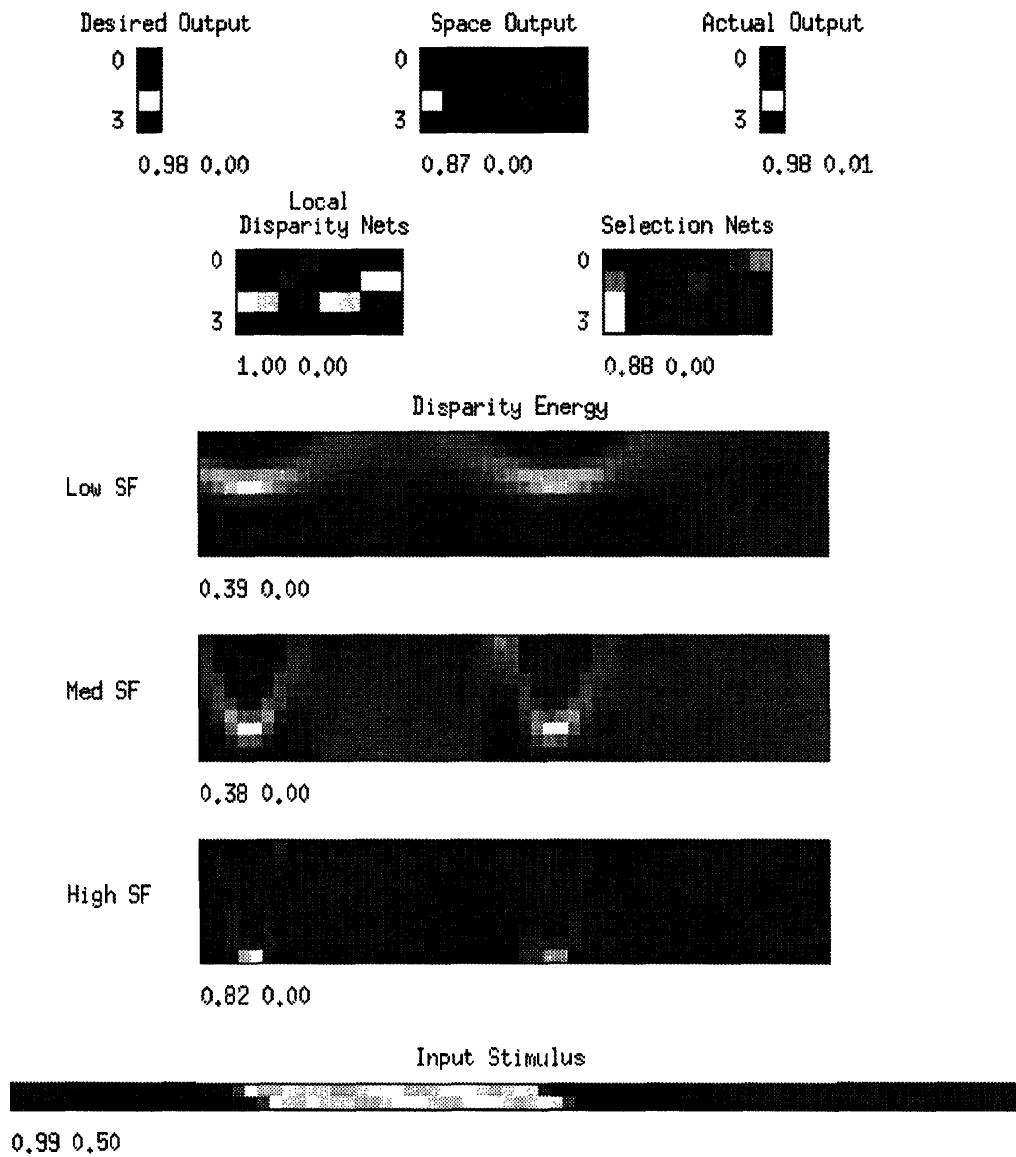 Desired Output
Space Output
Actual Output
0
0
0
3
3
3
0.98 0.00
0.87 0.00
0.98 0.01
Local
Disparity Nets
Selection Nets
0
0
3
3
1.00 0.00
0.88 0.00
Disparity Energy
Low SF
0.39 0.00
Med SF
0.38 0.00
High SF
0.82 0.00
Input Stimulus
0.99 0.50